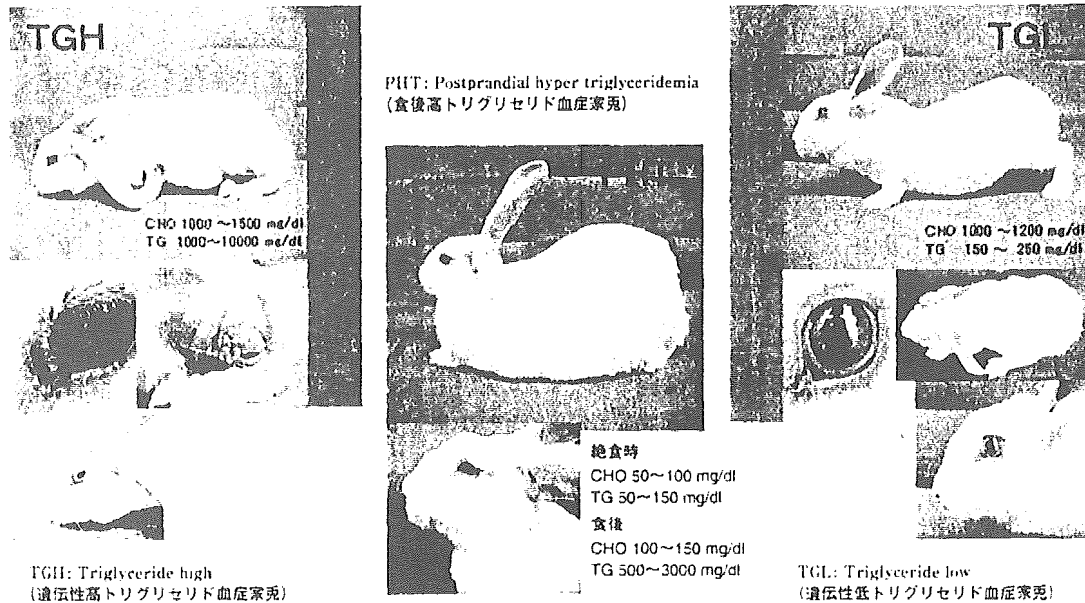 TGH
CHO 1000 ～1500 mg/dl
TG 1000～10000 mg/dl
TGH: Triglyceride high
(遺伝性高トリグリセリド血症家兎)
PHT: Postprandial hyper triglyceridemia
(食後高トリグリセリド血症家兎)
絶食時
CHO 50～100 mg/dl
TG 50～150 mg/dl
食後
CHO 100～150 mg/dl
TG 500～3000 mg/dl
TGL
CHO 1000 ～1200 mg/dl
TG 150 ～ 250 mg/dl
TGL: Triglyceride low
(遺伝性低トリグリセリド血症家兎)